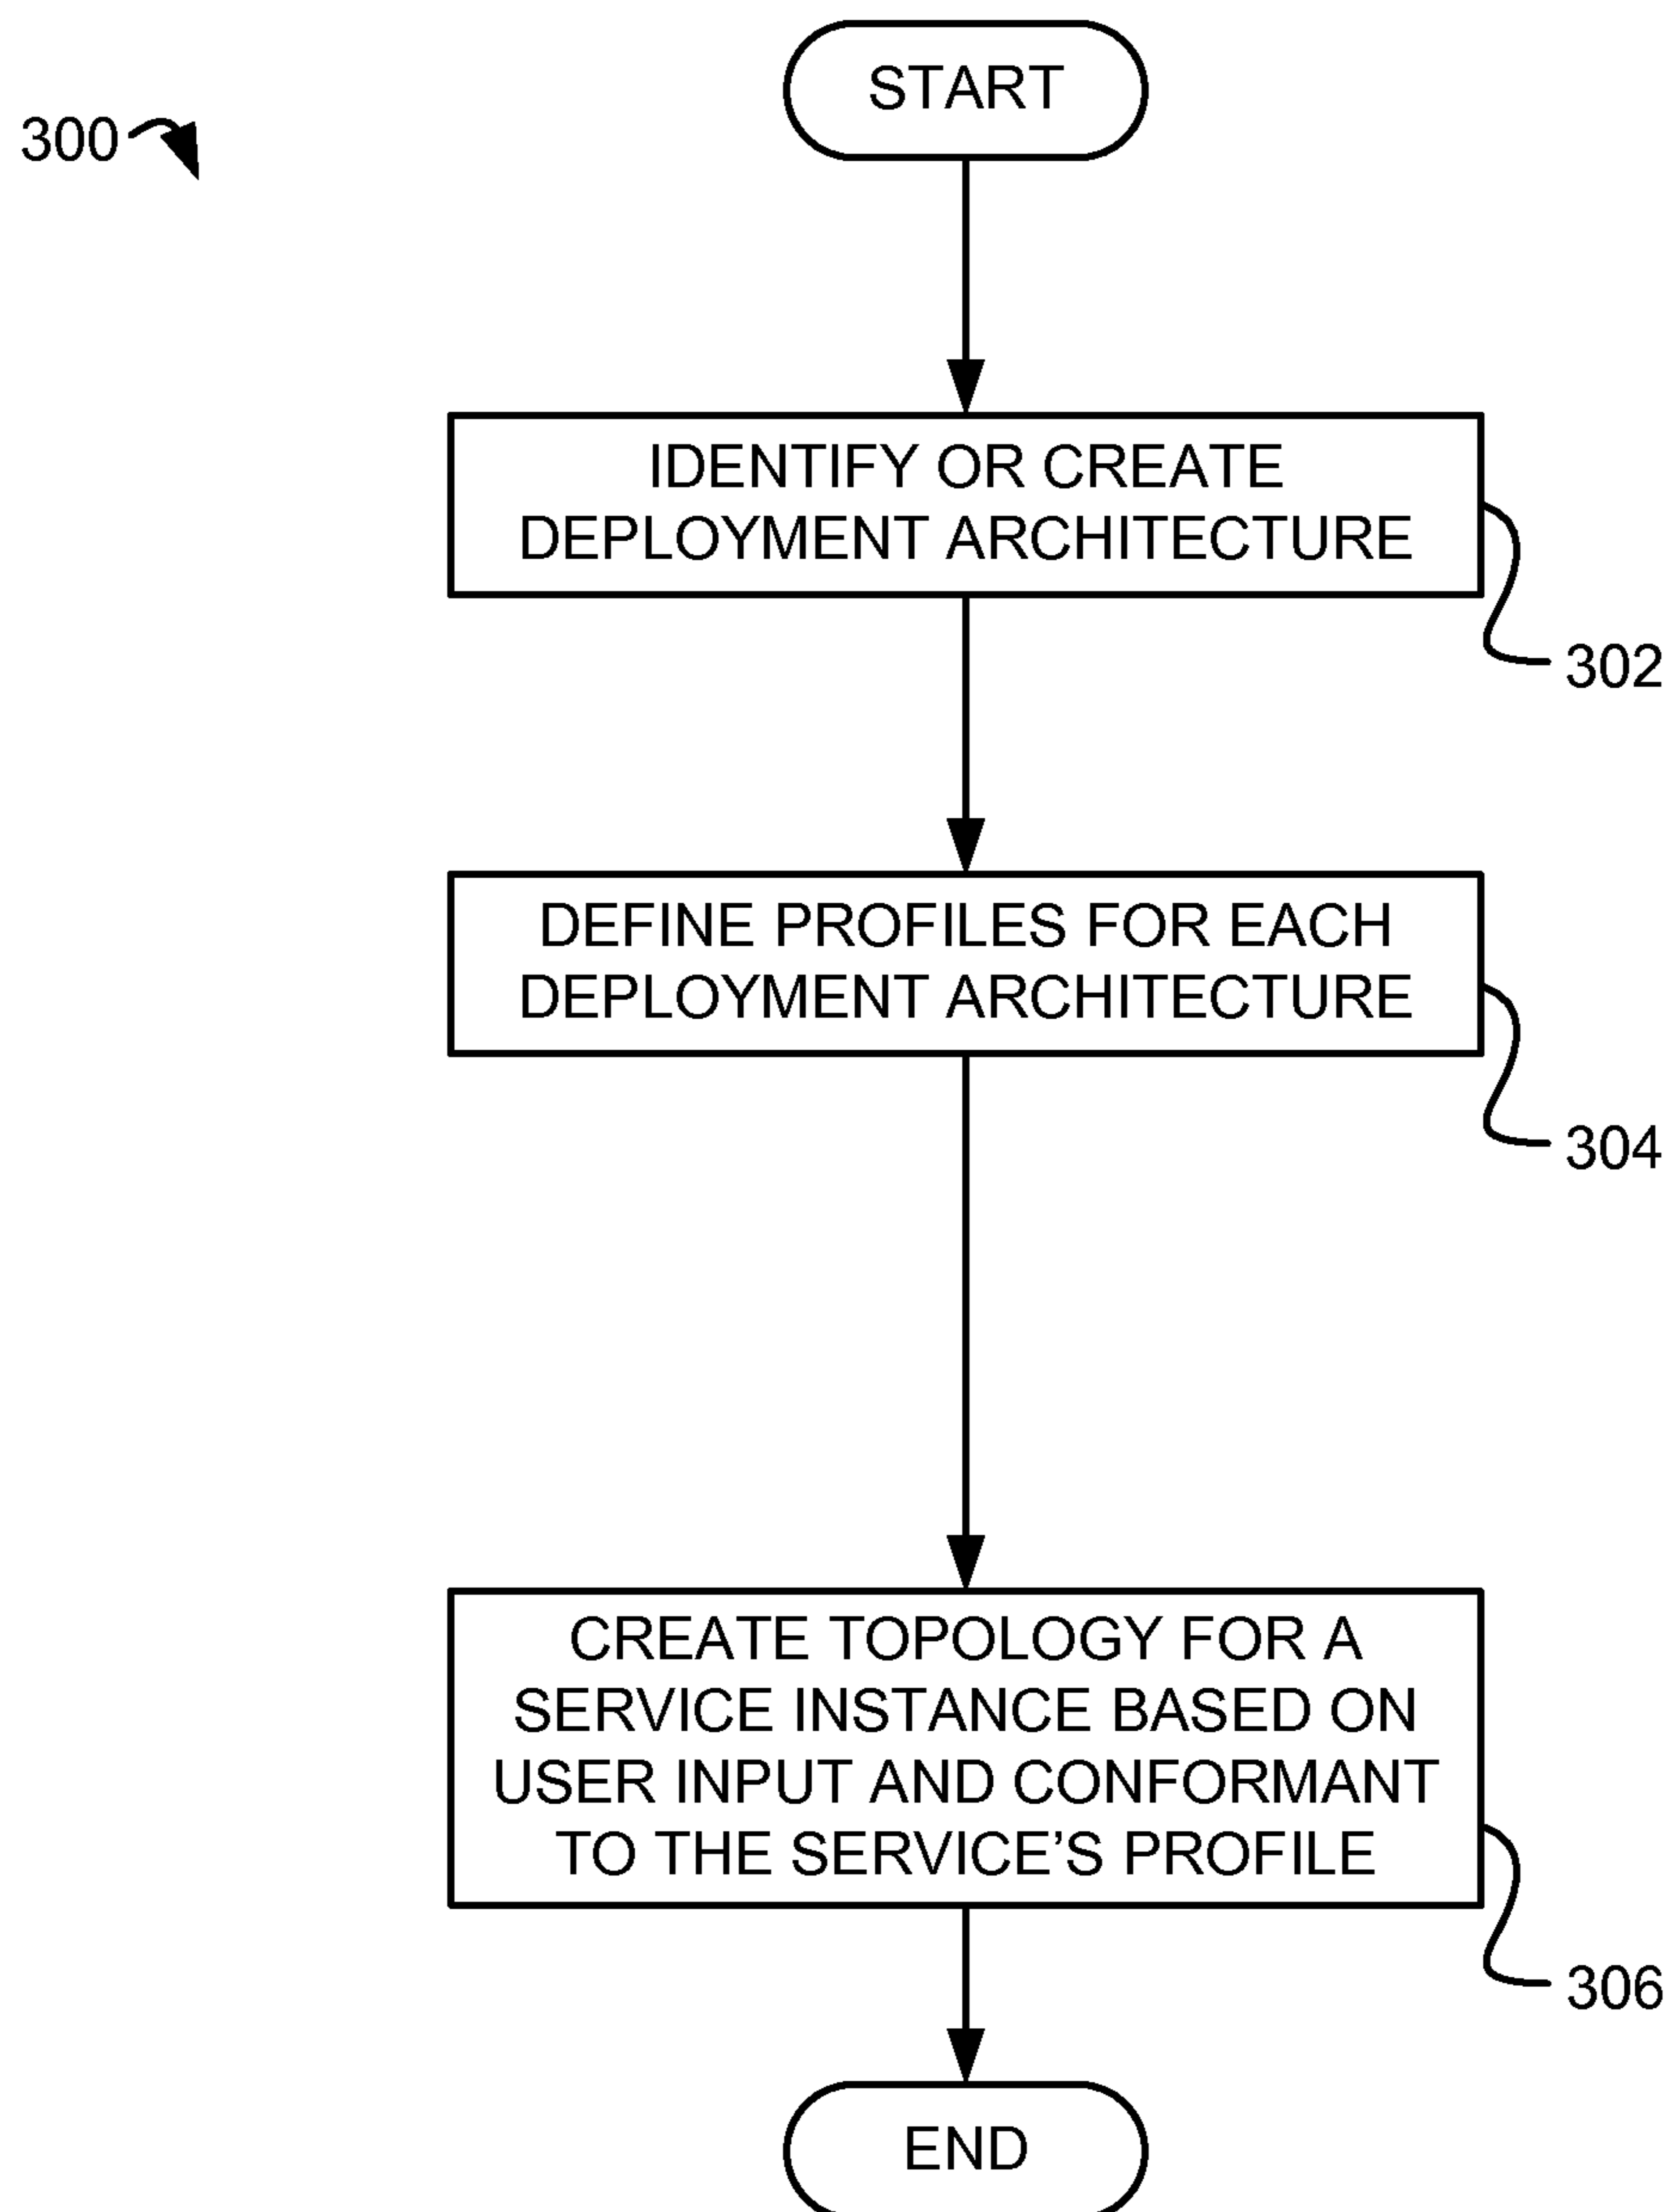 START
300
IDENTIFY OR CREATE
DEPLOYMENT ARCHITECTURE
302
DEFINE PROFILES FOR EACH
DEPLOYMENT ARCHITECTURE
304
CREATE TOPOLOGY FOR A
SERVICE INSTANCE BASED ON
USER INPUT AND CONFORMANT
TO THE SERVICE’S PROFILE
306
END